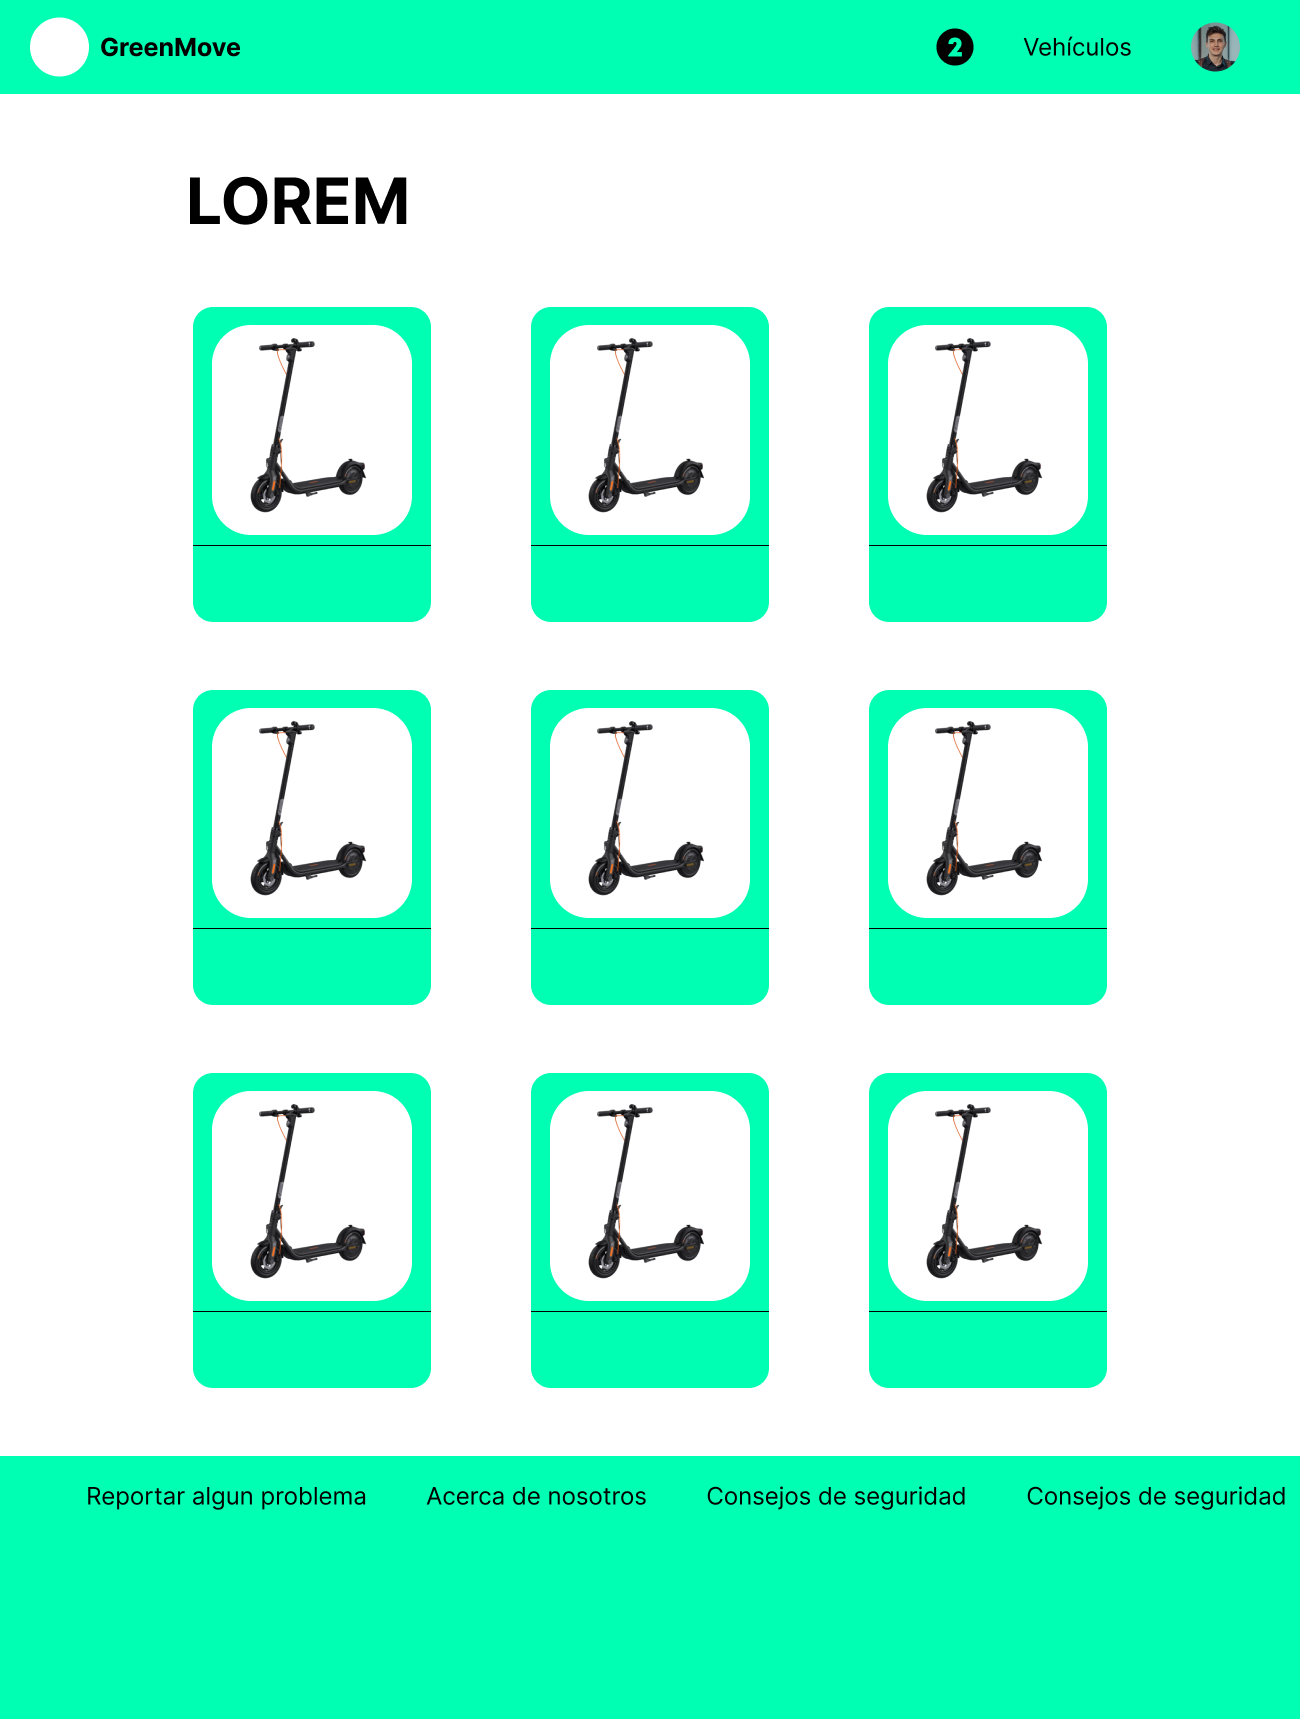 GreenMove
2
Vehículos
LOREM
Reportar algun problema
Acerca de nosotros
Consejos de seguridad
Consejos de seguridad